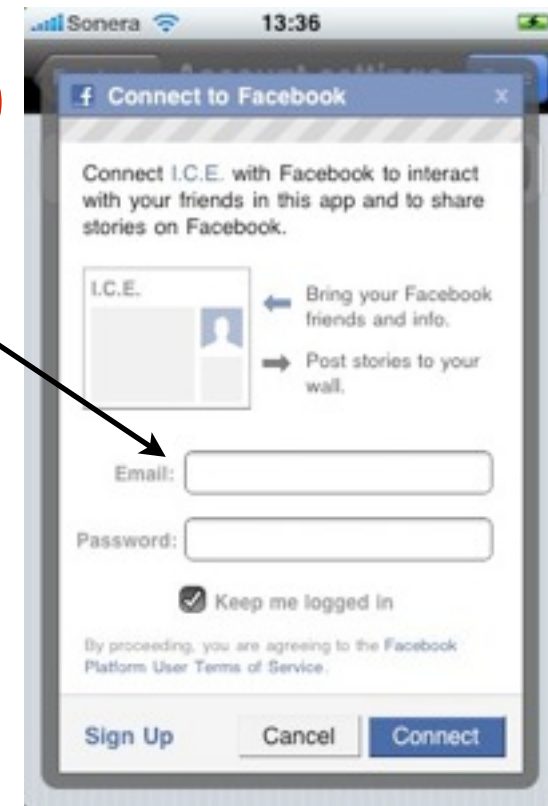 Sonera 13:36
Connect to Facebook x
Connect I.C.E. with Facebook to interact
with your friends in this app and to share
stories on Facebook.
I.C.E.
Bring your Facebook
friends and info.
Post stories to your
wall.
Email:
Password:
Keep me logged in
By proceeding, you are agreeing to the Facebook
Platform User Terms of Service.
Sign Up Cancel Connect